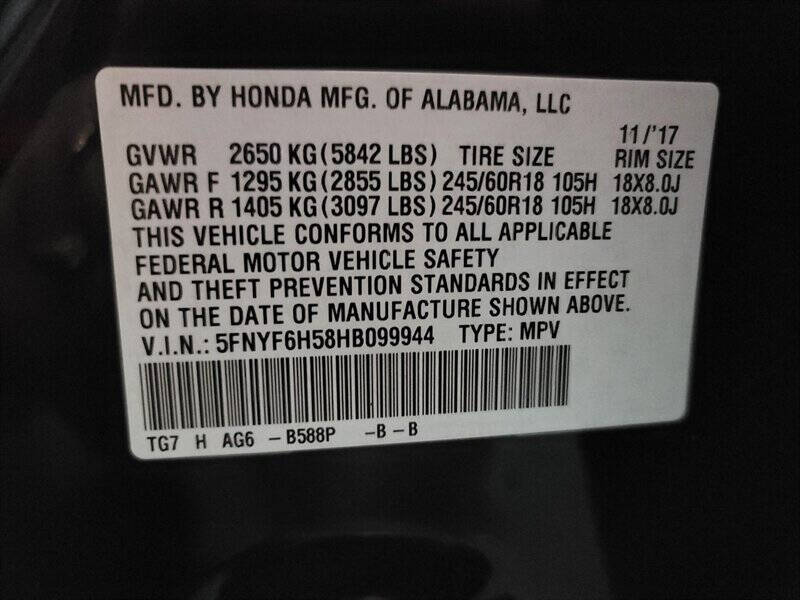 MFD. BY HONDA MFG. OF ALABAMA, LLC
11/'17
GVWR 2650 KG(5842 LBS) TIRE SIZE RIM SIZE
GAWR F 1295 KG(2855 LBS) 245/60R18 105H 18X8.0J
GAWR R 1405 KG(3097 LBS) 245/60R18 105H 18X8.0J
THIS VEHICLE CONFORMS TO ALL APPLICABLE
FEDERAL MOTOR VEHICLE SAFETY
AND THEFT PREVENTION STANDARDS IN EFFECT
ON THE DATE OF MANUFACTURE SHOWN ABOVE.
V.I.N.: 5FNYF6H58HB099944 TYPE: MPV
TG7 H AG6 -B588P -B-B